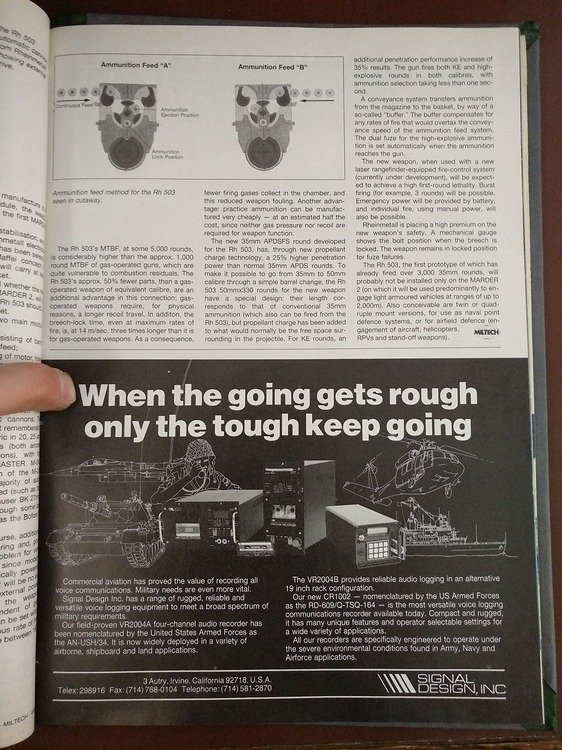 Ammunition Feed "A"
Ammunition Feed "B"
Continuous Feed
Ammunition
Ejection Position
Ammunition
Lock Position
Ammunition feed method for the Rh 503
seen in cutaway.
The Rh 503's MTBF, at some 5,000 rounds,
is considerably higher than the approx. 1,000
round MTBF of gas-operated guns, which are
quite vulnerable to combustion residuals. The
Rh 503's approx. 50% fewer parts, than a gas-
operated weapon of equivalent calibre, are an
additional advantage in this connection; gas-
operated weapons require, for physical
reasons, a longer recoil travel. In additon, the
breech-lock time, even at maximum rates of
fire, is, at 14 m/sec, three times longer than it is
for gas-operated weapons. As a consequence,
fewer firing gases collect in the chamber, and
this reduced weapon fouling. Another advan-
tage: practice ammunition can be manufac-
tured very cheaply — at an estimated half the
cost, since neither gas pressure nor recoil are
required for weapon function.
The new 35mm APDSFS round developed
for the Rh 503, has, through new propellant
charge technology, a 25% higher penetration
power than normal 35mm APDS rounds. To
make it possible to go from 35mm to 50mm
calibre through a simple barrel change, the Rh
503 50mmx330 rounds for the new weapon
have a special design: their length cor-
responds to that of conventional 35mm
ammunition (which can also be fired from the
Rh 503), but propellant charge has been added
to what would normally be the free space sur-
rounding in the projectile. For KE rounds, an
additional penetration performance increase of
35% results. The gun fires both KE and high-
explosive rounds in both calibres, with
ammunition selection taking less than one sec-
ond.
A conveyance system transfers ammunition
from the magazine to the basket, by way of a
so-called "buffer." The buffer compensates for
any rates of fire that would overtax the convey-
ance speed of the ammunition feed system.
The dual fuze for the high-explosive ammuni-
tion is set automatically when the ammunition
reaches the gun.
The new weapon, when used with a new
laser rangefinder-equipped fire-control system
(currently under development), will be expect-
ed to achieve a high first-round lethality. Burst
firing (for example, 3 rounds) will be possible.
Emergency power will be provided by battery,
and individual fire, using manual power, will
also be possible.
Rheinmetall is placing a high premium on the
new weapon's safety. A mechanical gauge
shows the bolt position when the breech is
locked. The weapon remains in locked position
for fuze failures.
The Rh 503, the first prototype of which has
already fired over 3,000 35mm rounds, will
probably not be installed only on the MARDER
2 on which it will be used predominantly to en-
gage light armoured vehicles at ranges of up to
2,000m). Also conceivable are twin or quad-
ruple mount versions, for use as naval point
defence systems, or for airfield defence (en-
gagement of aircraft, helicopters,
RPVs and stand-off weapons).
MILTECH
When the going gets rough
only the tough keep going
Commercial aviation has proved the value of recording all
voice communications. Military needs are even more vital.
Signal Design Inc. has a range of rugged, reliable and
versatile voice logging equipment to meet a broad spectrum of
military requirements.
Our field-proven VR2004A four-channel audio recorder has
been nomenclatured by the United States Armed Forces as
the AN-USH/34. It is now widely deployed in a variety of
airborne, shipboard and land applications.
The VR2004B provides reliable audio logging in an alternative
19 inch rack configuration.
Our new CR1002 — nomenclatured by the US Armed Forces
as the RD-609/Q-TSQ-164 — is the most versatile voice logging
communications recorder available today. Compact and rugged,
it has many unique features and operator selectable settings for
a wide variety of applications.
All our recorders are specifically engineered to operate under
the severe environmental conditions found in Army, Navy and
Airforce applications.
3 Autry, Irvine, California 92718, U.S.A.
Telex: 298916 Fax: (714) 768-0104 Telephone: (714) 581-2870
SIGNAL
DESIGN, INC